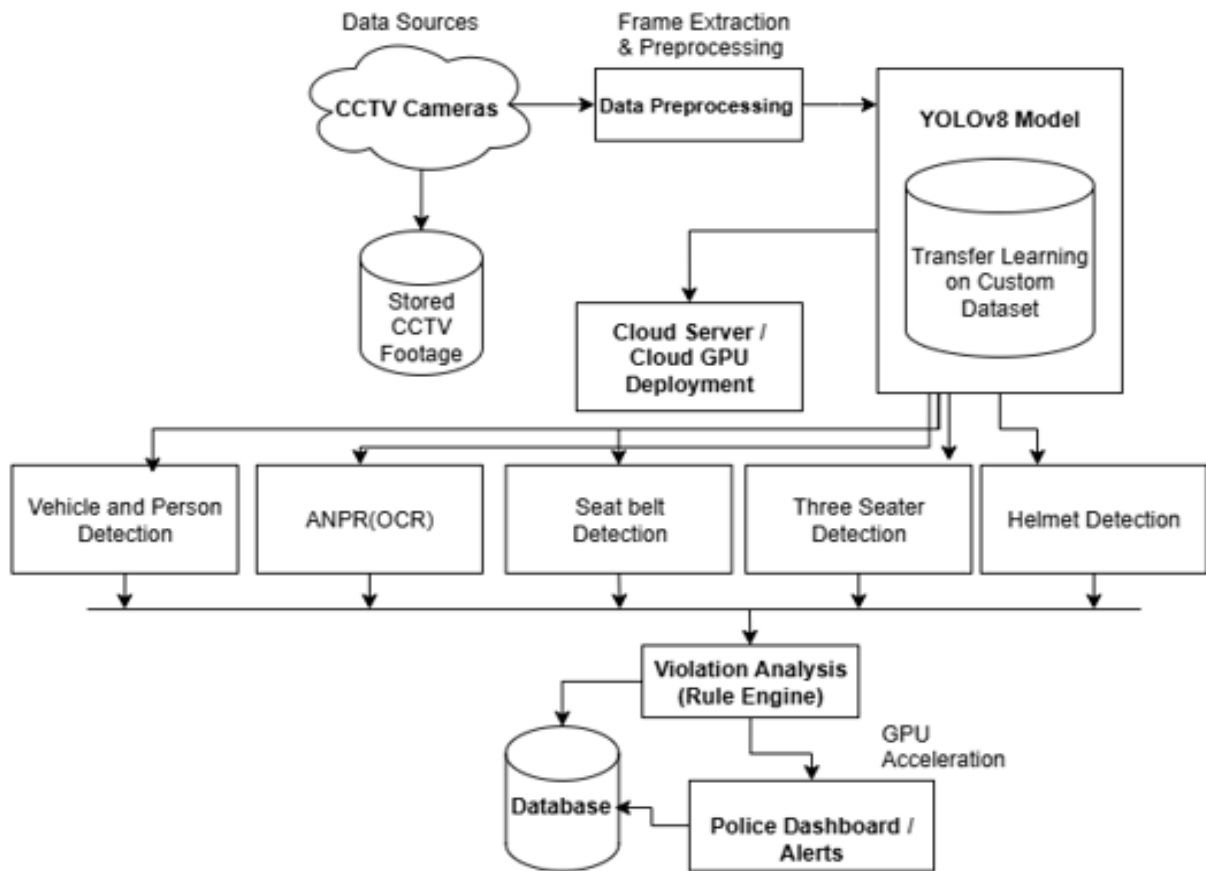 Data Sources
Frame Extraction
& Preprocessing
CCTV Cameras
Data Preprocessing
YOLOv8 Model
Transfer Learning
on Custom
Dataset
Stored
CCTV
Footage
Cloud Server /
Cloud GPU
Deployment
Vehicle and Person
Detection
ANPR(OCR)
Seat belt
Detection
Three Seater
Detection
Helmet Detection
Violation Analysis
(Rule Engine)
GPU
Acceleration
Database
Police Dashboard /
Alerts